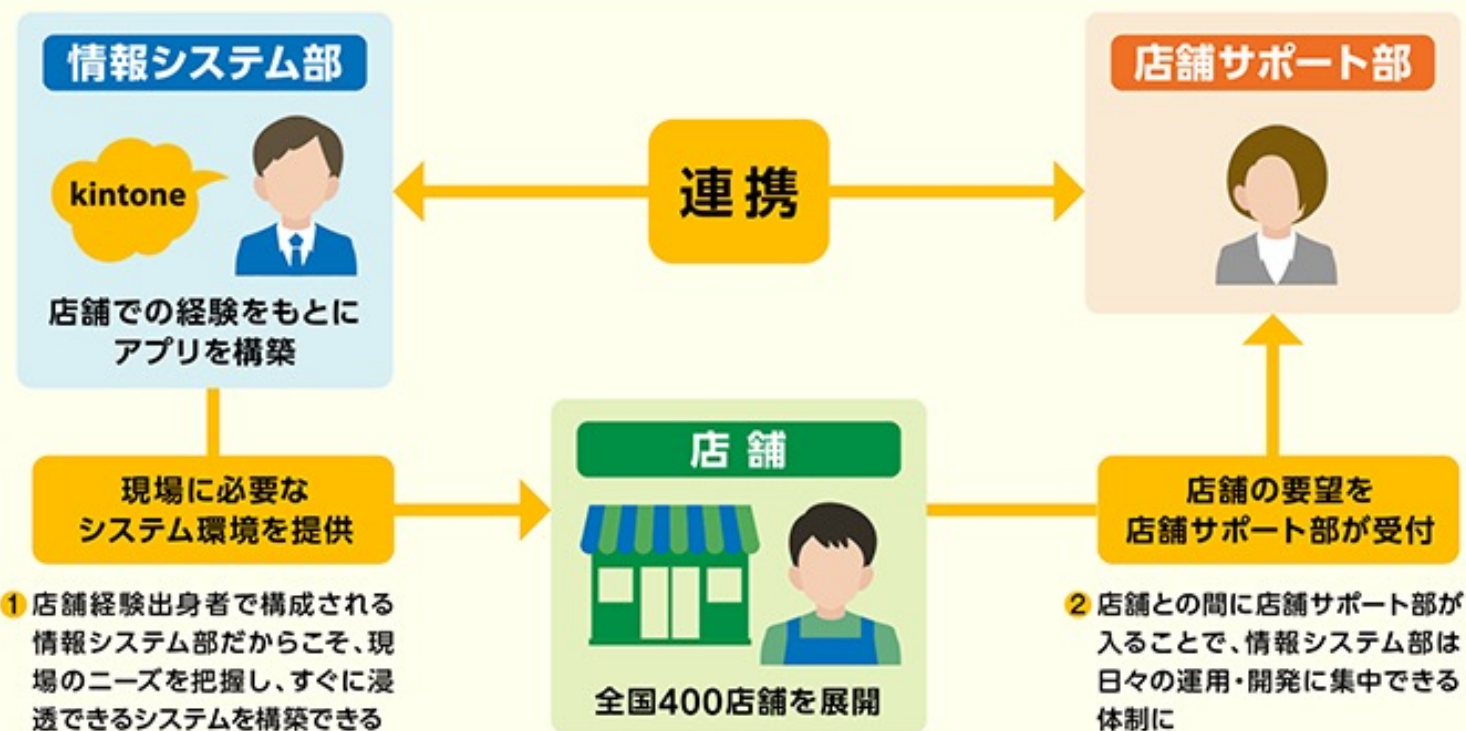 情報システム部
kintone
店舗での経験をもとに
アプリを構築
連携
店舗サポート部
現場に必要な
システム環境を提供
店舗
全国400店舗を展開
店舗の要望を
店舗サポート部が受付
1 店舗経験出身者で構成される
情報システム部だからこそ、現
場のニーズを把握し、すぐに浸
透できるシステムを構築できる
2 店舗との間に店舗サポート部が
入ることで、情報システム部は
日々の運用・開発に集中できる
体制に